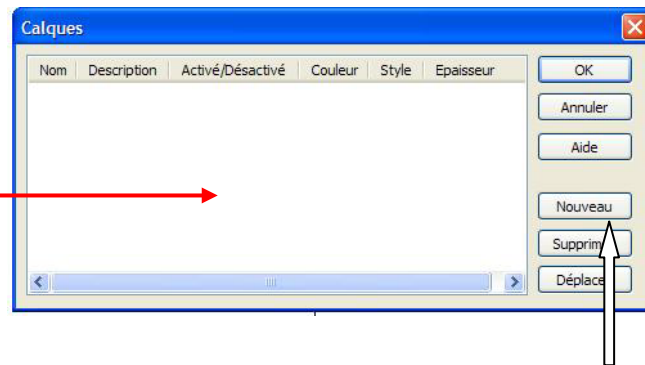 Calques
Nom Description Activé/Désactivé Couleur Style Epaisseur
OK
Annuler
Aide
Nouveau
Supprim
Déplace